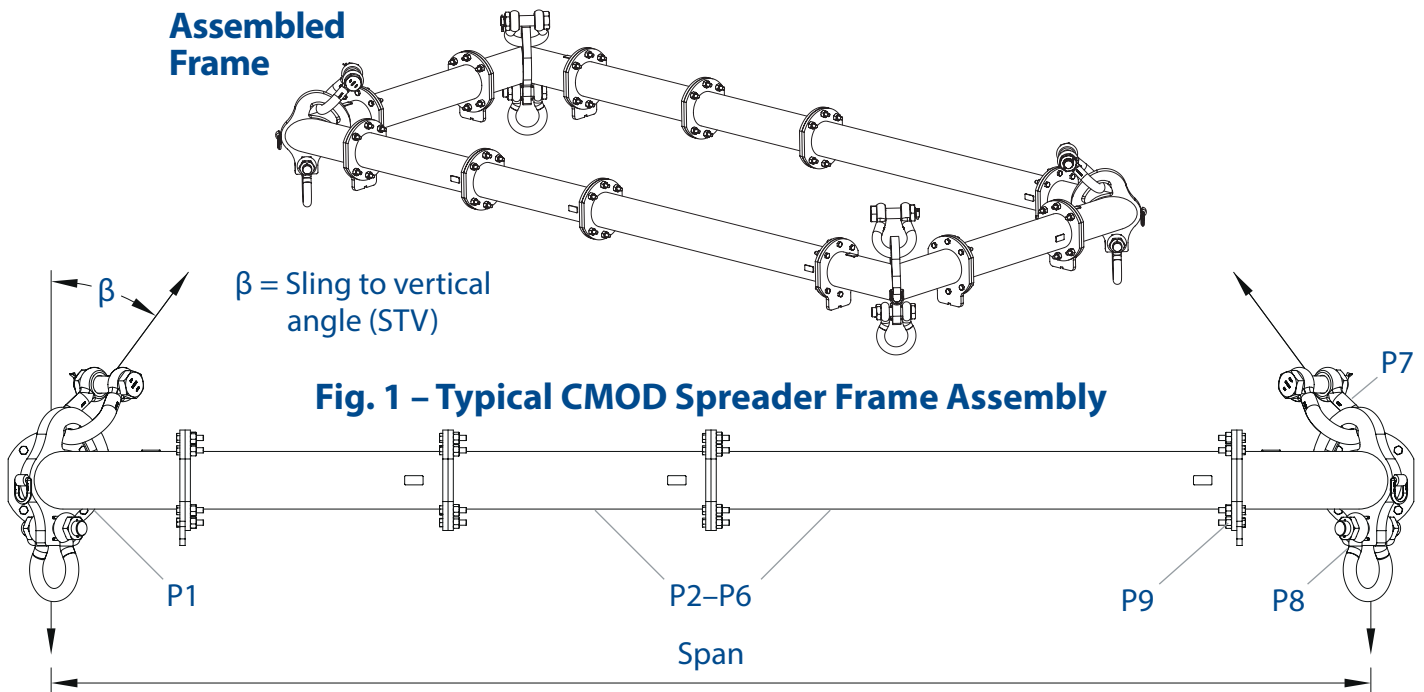 Assembled
Frame
β
β = Sling to vertical
angle (STV)
P7
Fig. 1 – Typical CMOD Spreader Frame Assembly
P1
P2–P6
P9
P8
Span